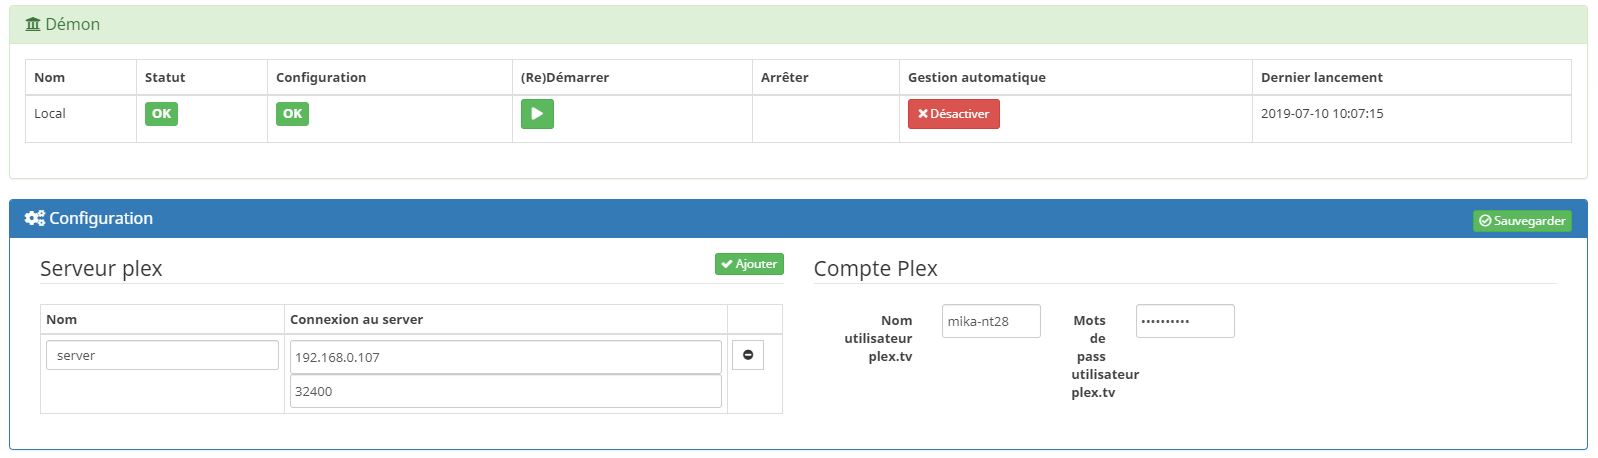 Démon
Nom Statut Configuration (Re)Démarrer Arrêter Gestion automatique Dernier lancement
Local OK OK Désactiver 2019-07-10 10:07:15
Configuration Sauvegarder
Serveur plex Ajouter
Nom Connexion au server
server 192.168.0.107
32400
Compte Plex
Nom
utilisateur
plex.tv
mika-nt28
Mots
de
pass
utilisateur
plex.tv
••••••••••